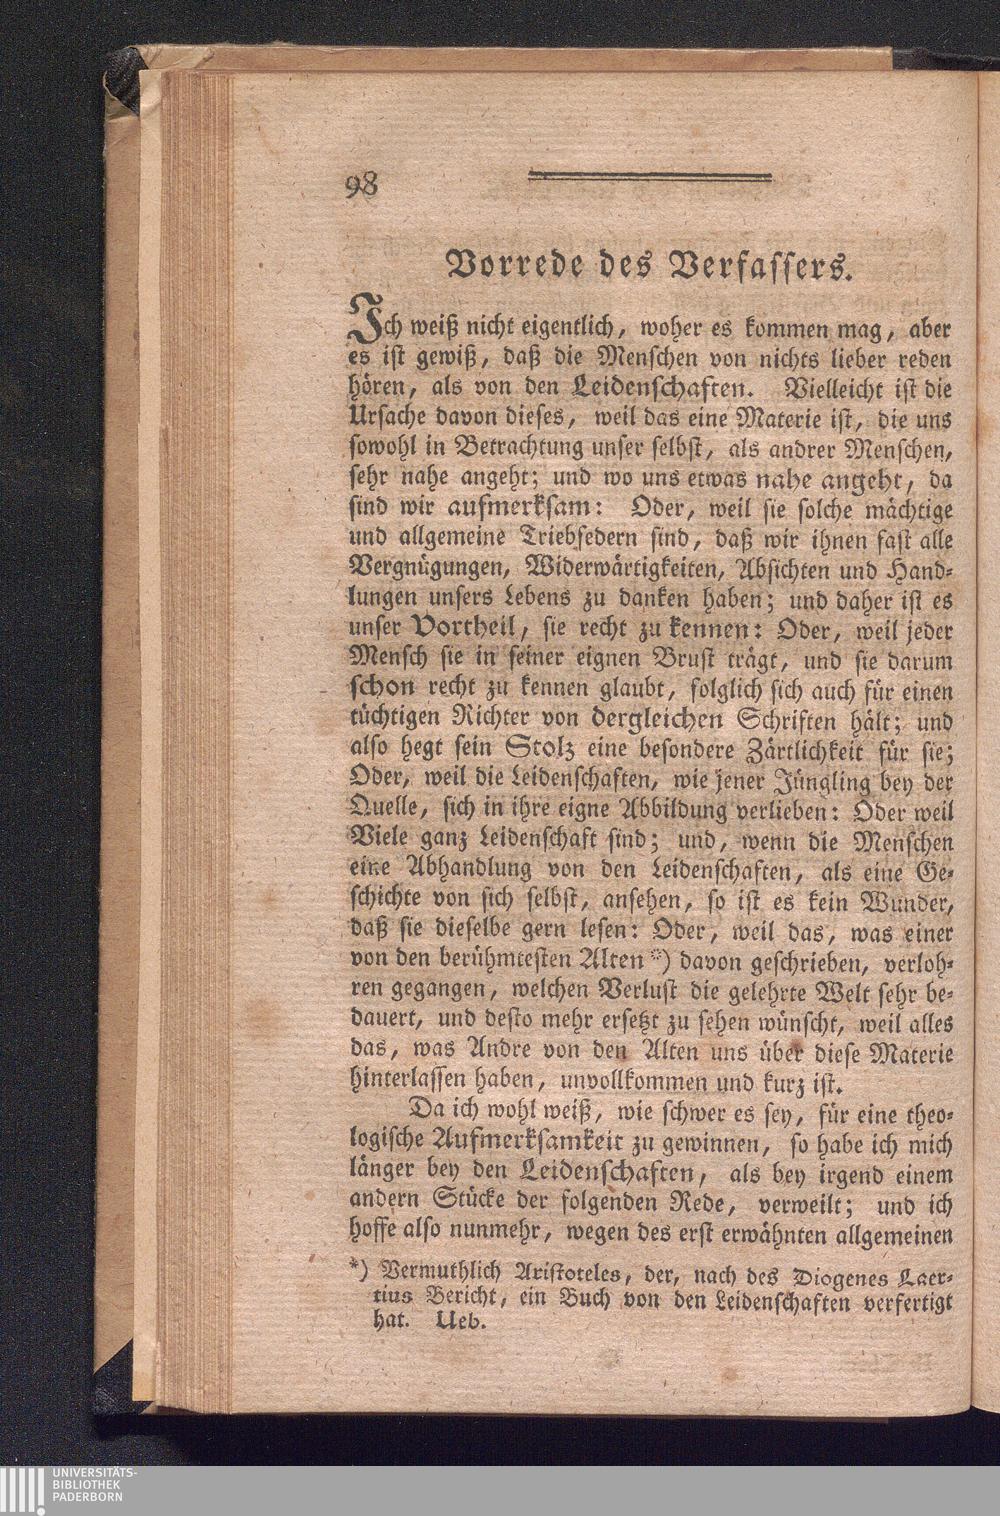 98
Vorrede des Verfassers.
Ich weiß nicht eigentlich, woher es kommen mag, aber
es ist gewiß, daß die Menschen von nichts lieber reden
hören, als von den Leidenschaften. Vielleicht ist die
Ursache davon dieses, weil das eine Materie ist, die uns
sowohl in Betrachtung unser selbst, als andrer Menschen,
sehr nahe angeht; und wo uns etwas nahe angeht, da
sind wir aufmerksam: Oder, weil sie solche mächtige
und allgemeine Triebfedern sind, daß wir ihnen fast alle
Vergnügungen, Widerwärtigkeiten, Absichten und Hand-
lungen unsers Lebens zu danken haben; und daher ist es
unser Vortheil, sie recht zu kennen: Oder, weil jeder
Mensch sie in seiner eignen Brust trägt, und sie darum
schon recht zu kennen glaubt, folglich sich auch für einen
tüchtigen Richter von dergleichen Schriften hält; und
also hegt sein Stolz eine besondere Zärtlichkeit für sie;
Oder, weil die Leidenschaften, wie jener Jüngling bey der
Quelle, sich in ihre eigne Abbildung verlieben: Oder weil
Viele ganz Leidenschaft sind; und, wenn die Menschen
eine Abhandlung von den Leidenschaften, als eine Ge-
schichte von sich selbst, ansehen, so ist es kein Wunder,
daß sie dieselbe gern lesen: Oder, weil das, was einer
von den berühmtesten Alten *) davon geschrieben, verloh-
ren gegangen, welchen Verlust die gelehrte Welt sehr be-
dauert, und desto mehr ersetzt zu sehen wünscht, weil alles
das, was Andre von den Alten uns über diese Materie
hinterlassen haben, unvollkommen und kurz ist.
Da ich wohl weiß, wie schwer es sey, für eine theo-
logische Aufmerksamkeit zu gewinnen, so habe ich mich
länger bey den Leidenschaften, als bey irgend einem
andern Stücke der folgenden Rede, verweilt; und ich
hoffe also nunmehr, wegen des erst erwähnten allgemeinen
*) Vermuthlich Aristoteles, der, nach des Diogenes Laer-
tius Bericht, ein Buch von den Leidenschaften verfertigt
hat. Ueb.
UNIVERSITÄTS-
BIBLIOTHEK
PADERBORN